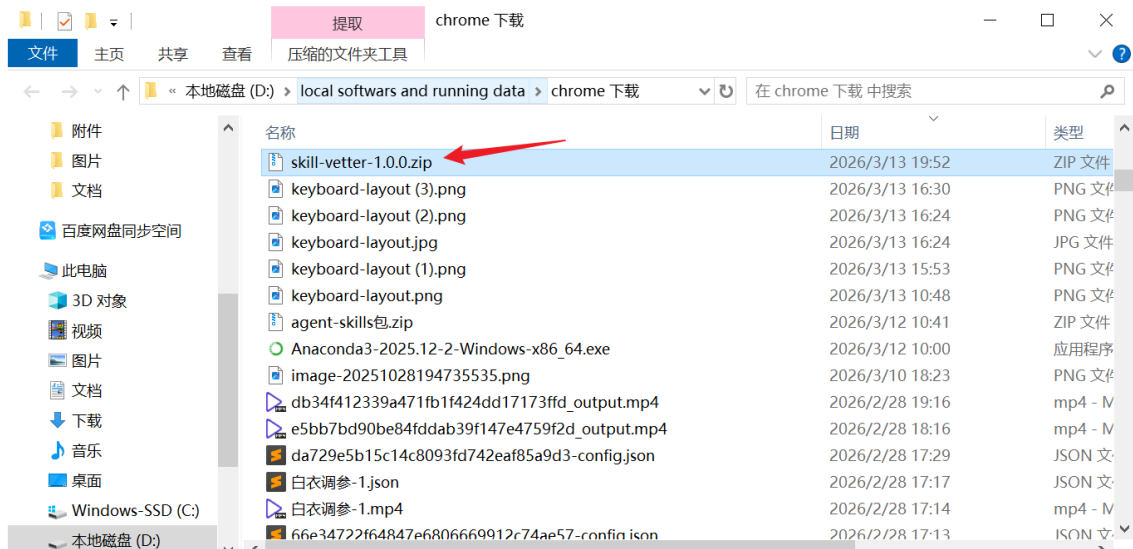 提取
chrome 下载
文件
主页
共享
查看
压缩的文件夹工具
« 本地磁盘 (D:) › local softwars and running data › chrome 下载
在 chrome 下载 中搜索
附件
图片
文档
百度网盘同步空间
此电脑
3D 对象
视频
图片
文档
下载
音乐
桌面
Windows-SSD (C:)
本地磁盘 (D:)
名称 日期 类型
skill-vetter-1.0.0.zip 2026/3/13 19:52 ZIP 文件
keyboard-layout (3).png 2026/3/13 16:30 PNG 文件
keyboard-layout (2).png 2026/3/13 16:24 PNG 文件
keyboard-layout.jpg 2026/3/13 16:24 JPG 文件
keyboard-layout (1).png 2026/3/13 15:53 PNG 文件
keyboard-layout.png 2026/3/13 10:48 PNG 文件
agent-skills包.zip 2026/3/12 10:41 ZIP 文件
Anaconda3-2025.12-2-Windows-x86_64.exe 2026/3/12 10:00 应用程序
image-20251028194735535.png 2026/3/10 18:23 PNG 文件
db34f412339a471fb1f424dd17173ffd_output.mp4 2026/2/28 19:16 mp4 - M
e5bb7bd90be84fddab39f147e4759f2d_output.mp4 2026/2/28 18:16 mp4 - M
da729e5b15c14c8093fd742eaf85a9d3-config.json 2026/2/28 17:29 JSON 文
白衣调参-1.json 2026/2/28 17:17 JSON 文
白衣调参-1.mp4 2026/2/28 17:14 mp4 - M
66e34722f64847e6806669912c74ae57-config.json 2026/2/28 17:13 JSON 文